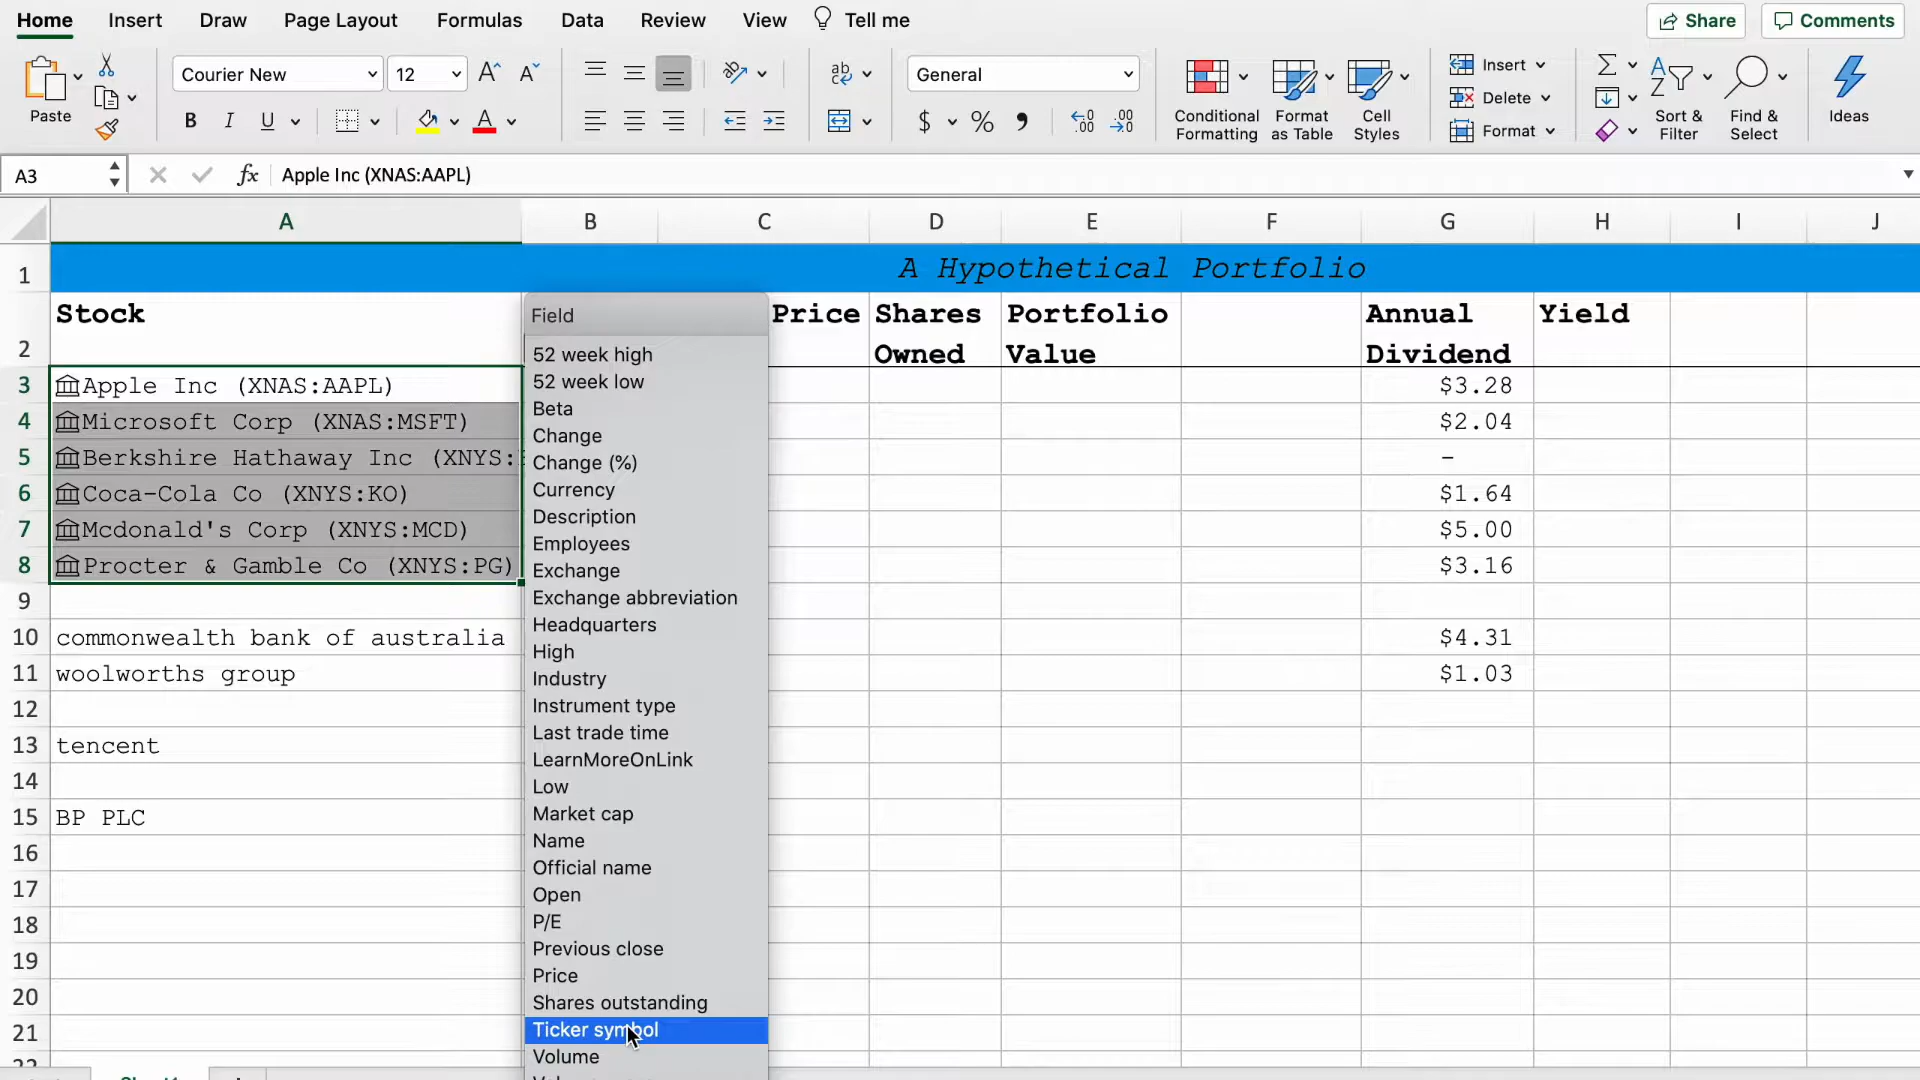 Home Insert Draw Page Layout Formulas Data Review View Tell me Share Comments
Courier New 12 General Insert
Delete
Format
Paste B I U $ % Conditional Formatting Format as Table Cell Styles Sort & Filter Find & Select Ideas
A3 fx Apple Inc (XNAS:AAPL)
A B C D E F G H I J
1 A Hypothetical Portfolio
2 Stock Price Shares Owned Portfolio Value Annual Dividend Yield
3 Apple Inc (XNAS:AAPL) $3.28
4 Microsoft Corp (XNAS:MSFT) $2.04
5 Berkshire Hathaway Inc (XNYS: -
6 Coca-Cola Co (XNYS:KO) $1.64
7 Mcdonald's Corp (XNYS:MCD) $5.00
8 Procter & Gamble Co (XNYS:PG) $3.16
9
10 commonwealth bank of australia $4.31
11 woolworths group $1.03
12
13 tencent
14
15 BP PLC
16
17
18
19
20
21
Field
52 week high
52 week low
Beta
Change
Change (%)
Currency
Description
Employees
Exchange
Exchange abbreviation
Headquarters
High
Industry
Instrument type
Last trade time
LearnMoreOnLink
Low
Market cap
Name
Official name
Open
P/E
Previous close
Price
Shares outstanding
Ticker symbol
Volume